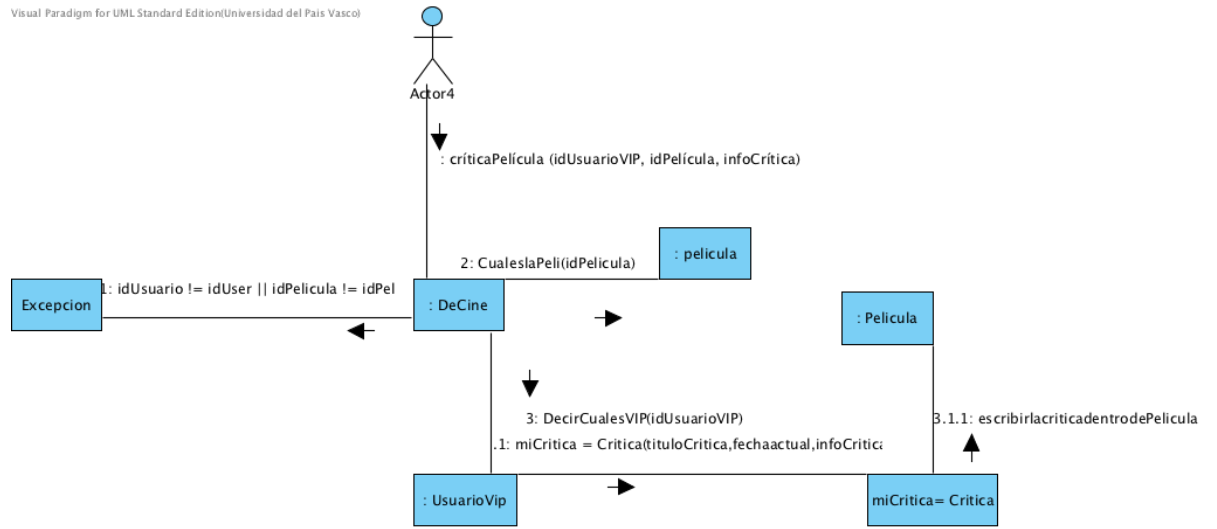 Visual Paradigm for UML Standard Edition(Universidad del Pais Vasco)
Actor4
: críticaPelícula (idUsuarioVIP, idPelícula, infoCrítica)
: pelicula
2: CualeslaPeli(idPelicula)
1: idUsuario != idUser || idPelicula != idPel
Excepcion
: DeCine
: Pelicula
3: DecirCualesVIP(idUsuarioVIP)
3.1.1: escribirlacriticadentrodePelicula
.1: miCritica = Critica(tituloCritica,fechaactual,infoCritica
: UsuarioVip
miCritica= Critica